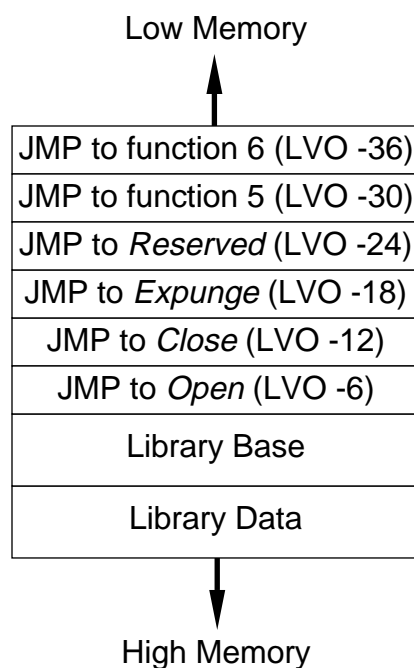 Low Memory
JMP to function 6 (LVO -36)
JMP to function 5 (LVO -30)
JMP to Reserved (LVO -24)
JMP to Expunge (LVO -18)
JMP to Close (LVO -12)
JMP to Open (LVO -6)
Library Base
Library Data
High Memory